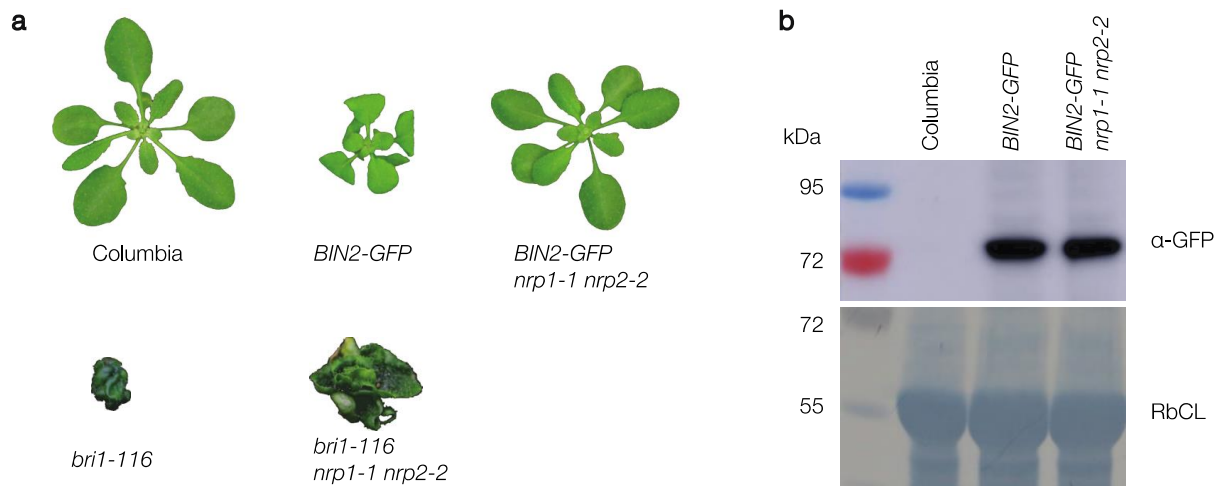 a
Columbia
BIN2-GFP
BIN2-GFP
nrp1-1 nrp2-2
bri1-116
bri1-116
nrp1-1 nrp2-2
b
kDa
Columbia
BIN2-GFP
BIN2-GFP
nrp1-1 nrp2-2
95
72
α-GFP
72
55
RbCL